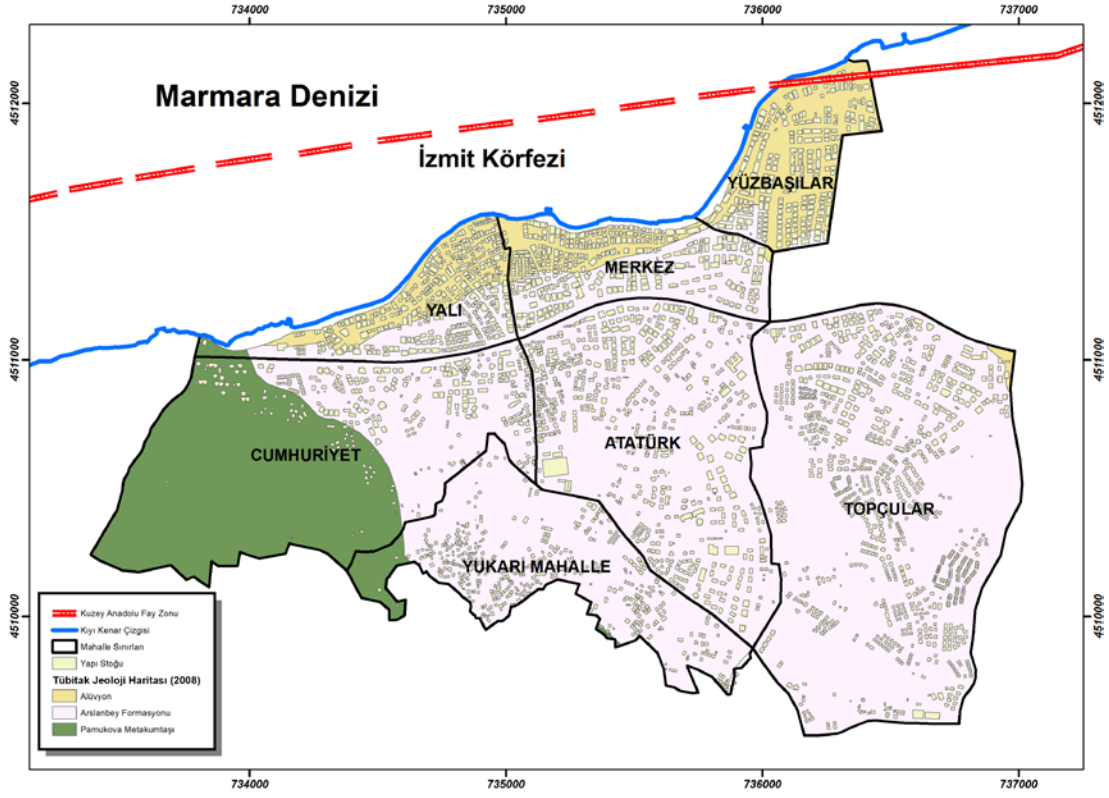 734000 735000 736000 737000
4512000 4512000
Marmara Denizi
İzmit Körfezi
YÜZBAŞILAR
MERKEZ
YALI
4511000 4511000
ATATÜRK
CUMHURİYET
TOPÇULAR
YUKARI MAHALLE
4510000 4510000
Kuzey Anadolu Fay Zonu
Kıyı Kenar Çizgisi
Mahalle Sınırları
Yapı Stoğu
Tübitak Jeoloji Haritası (2008)
Alüvyon
Arslanbey Formasyonu
Pamukova Metakumtaşı
734000 735000 736000 737000